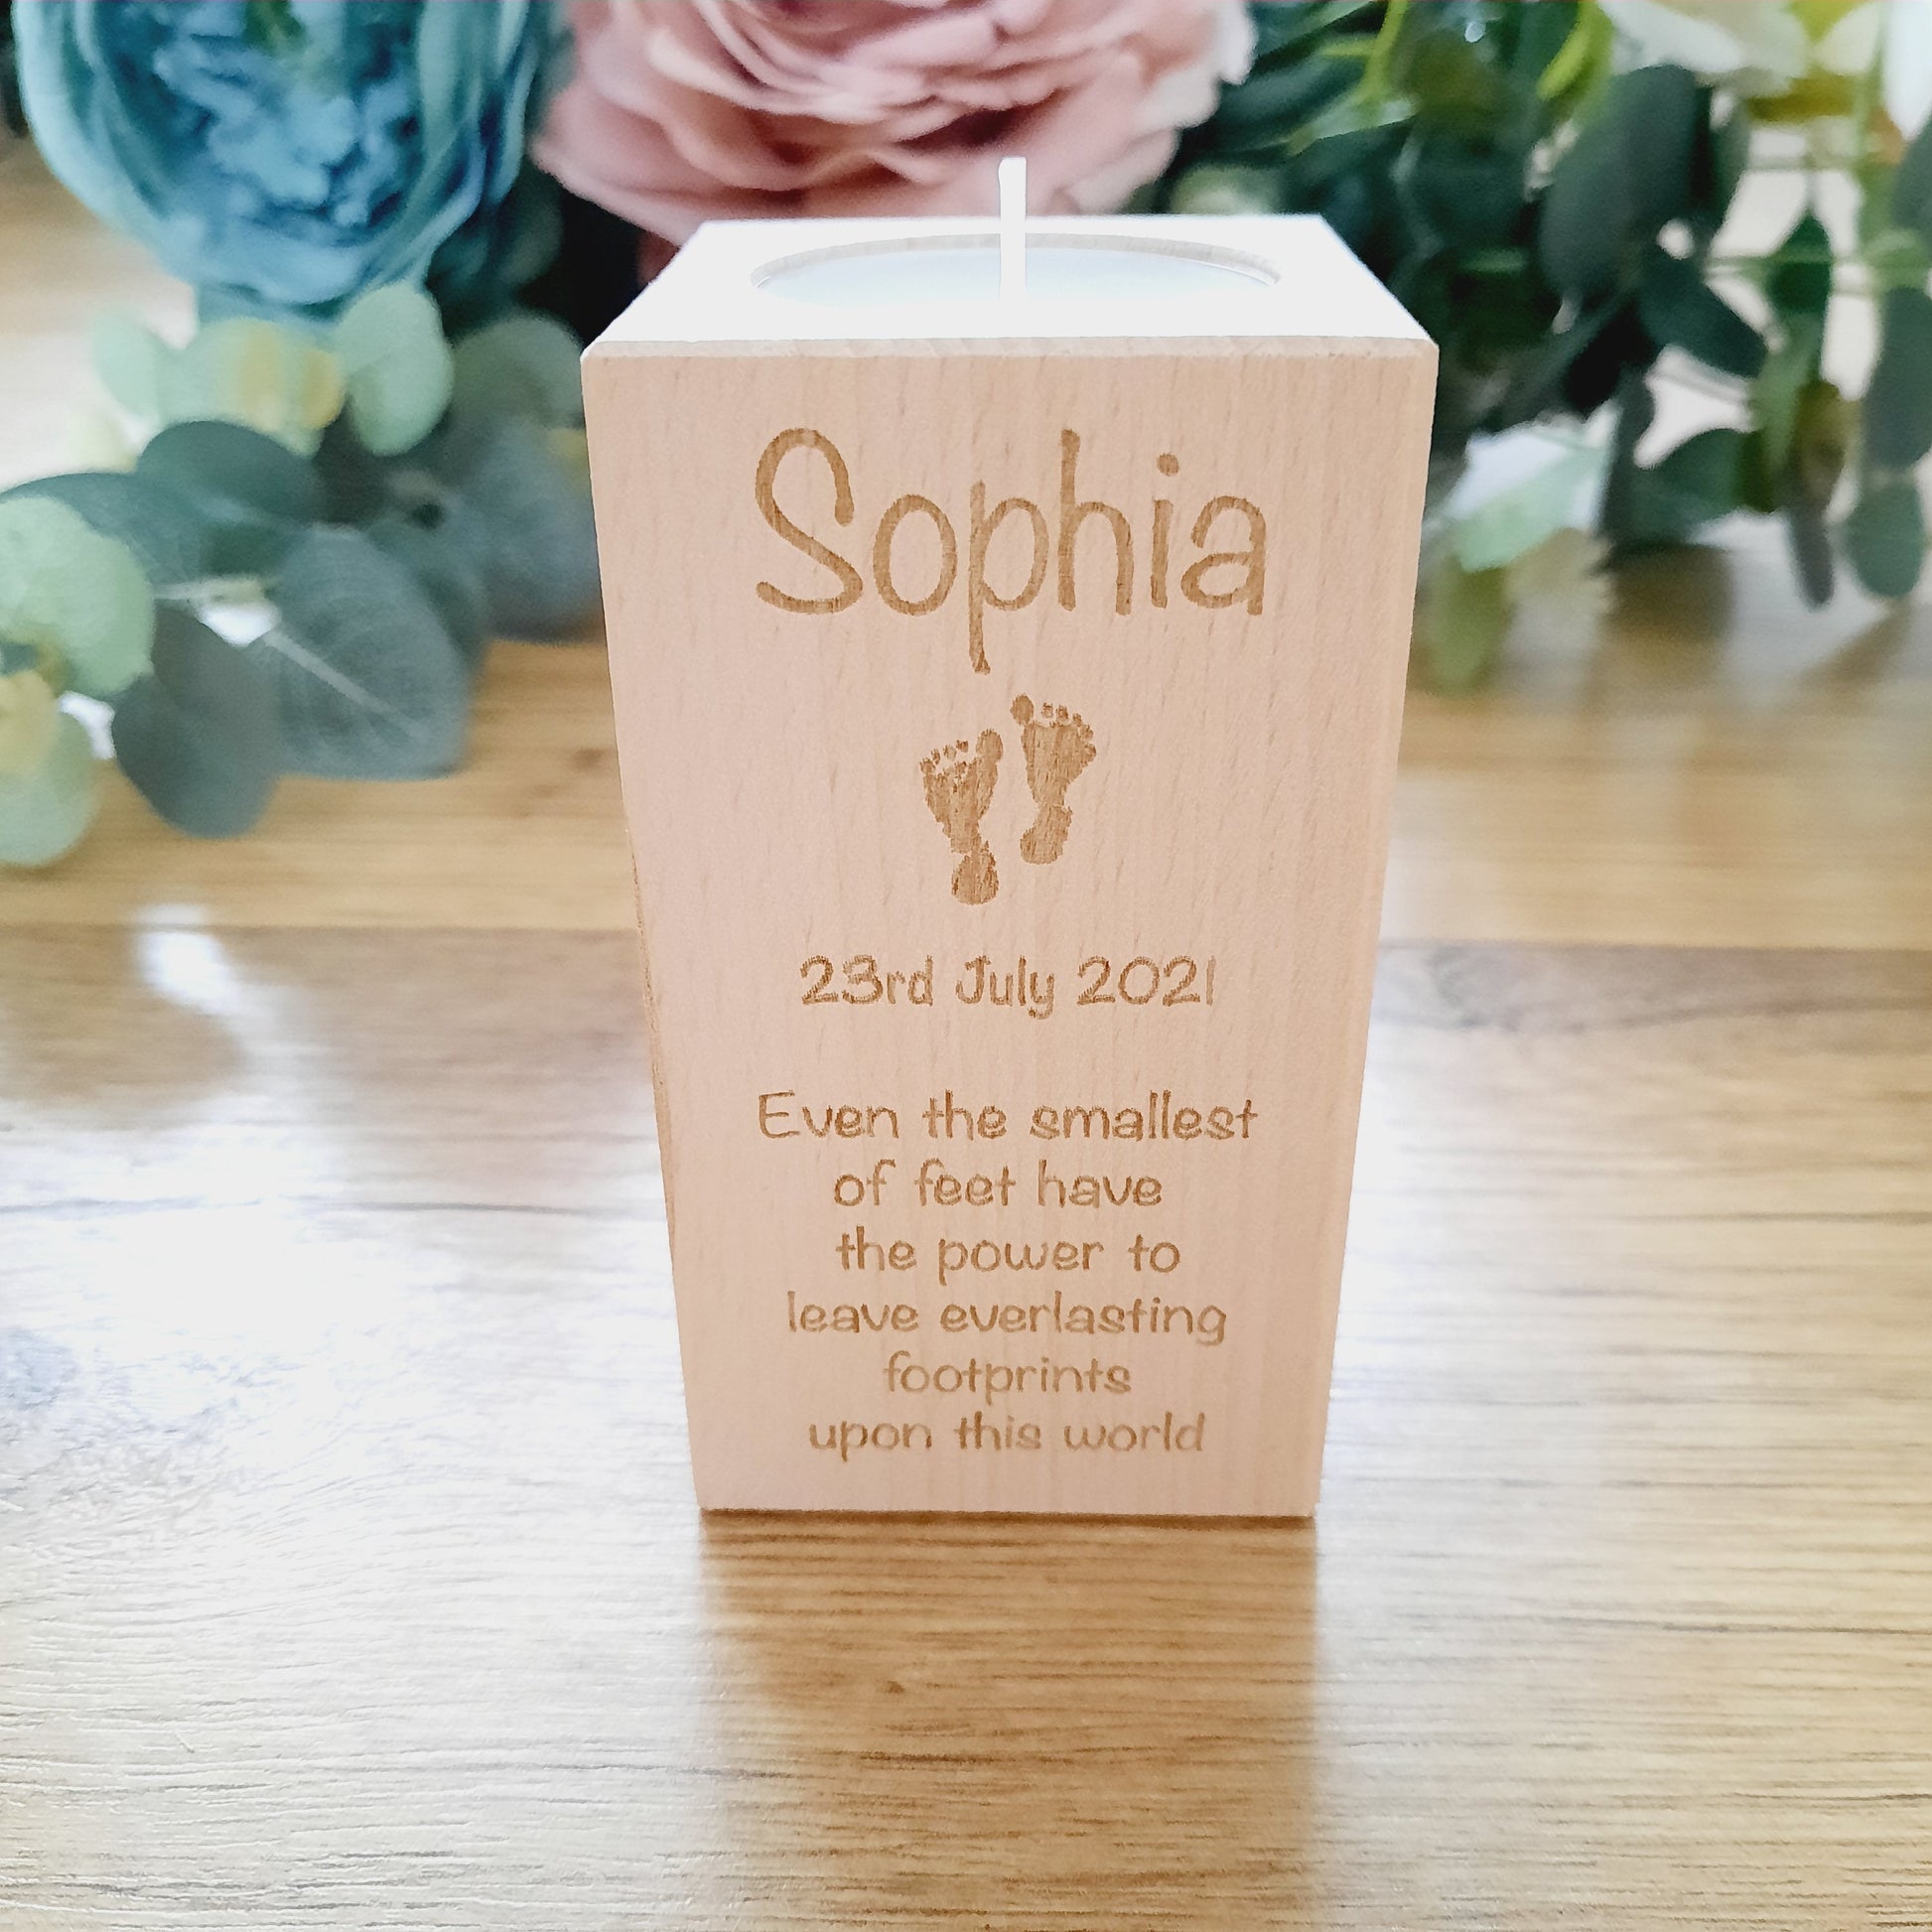 Sophia
23rd July 2021
Even the smallest
of feet have
the power to
leave everlasting
footprints
upon this world